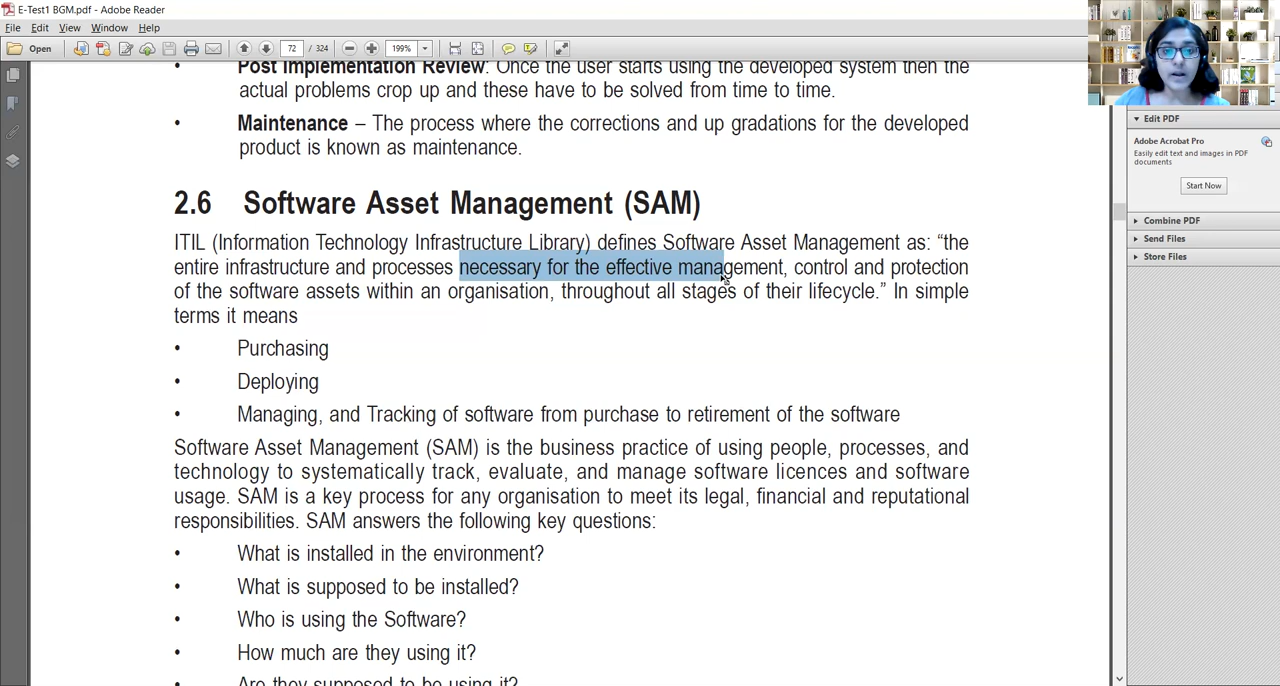 E-Test1 BGM.pdf - Adobe Reader
File Edit View Window Help
Open 72 / 324 199%
Post Implementation Review. Once the user starts using the developed system then the
actual problems crop up and these have to be solved from time to time.
• Maintenance – The process where the corrections and up gradations for the developed
product is known as maintenance.
2.6 Software Asset Management (SAM)
ITIL (Information Technology Infrastructure Library) defines Software Asset Management as: “the
entire infrastructure and processes necessary for the effective management, control and protection
of the software assets within an organisation, throughout all stages of their lifecycle.” In simple
terms it means
• Purchasing
• Deploying
• Managing, and Tracking of software from purchase to retirement of the software
Software Asset Management (SAM) is the business practice of using people, processes, and
technology to systematically track, evaluate, and manage software licences and software
usage. SAM is a key process for any organisation to meet its legal, financial and reputational
responsibilities. SAM answers the following key questions:
• What is installed in the environment?
• What is supposed to be installed?
• Who is using the Software?
• How much are they using it?
Are they supposed to be using it?
Edit PDF
Adobe Acrobat Pro
Easily edit text and images in PDF
documents
Start Now
Combine PDF
Send Files
Store Files